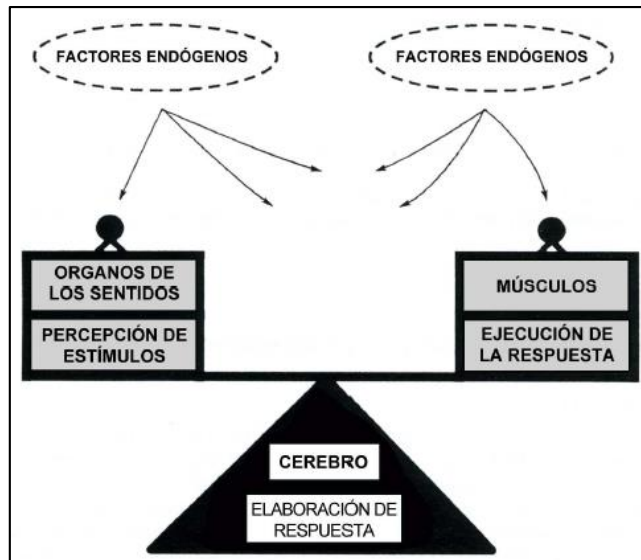 FACTORES ENDÓGENOS
FACTORES ENDÓGENOS
ORGANOS DE
LOS SENTIDOS
PERCEPCIÓN DE
ESTÍMULOS
MÚSCULOS
EJECUCIÓN DE
LA RESPUESTA
CEREBRO
ELABORACIÓN DE
RESPUESTA